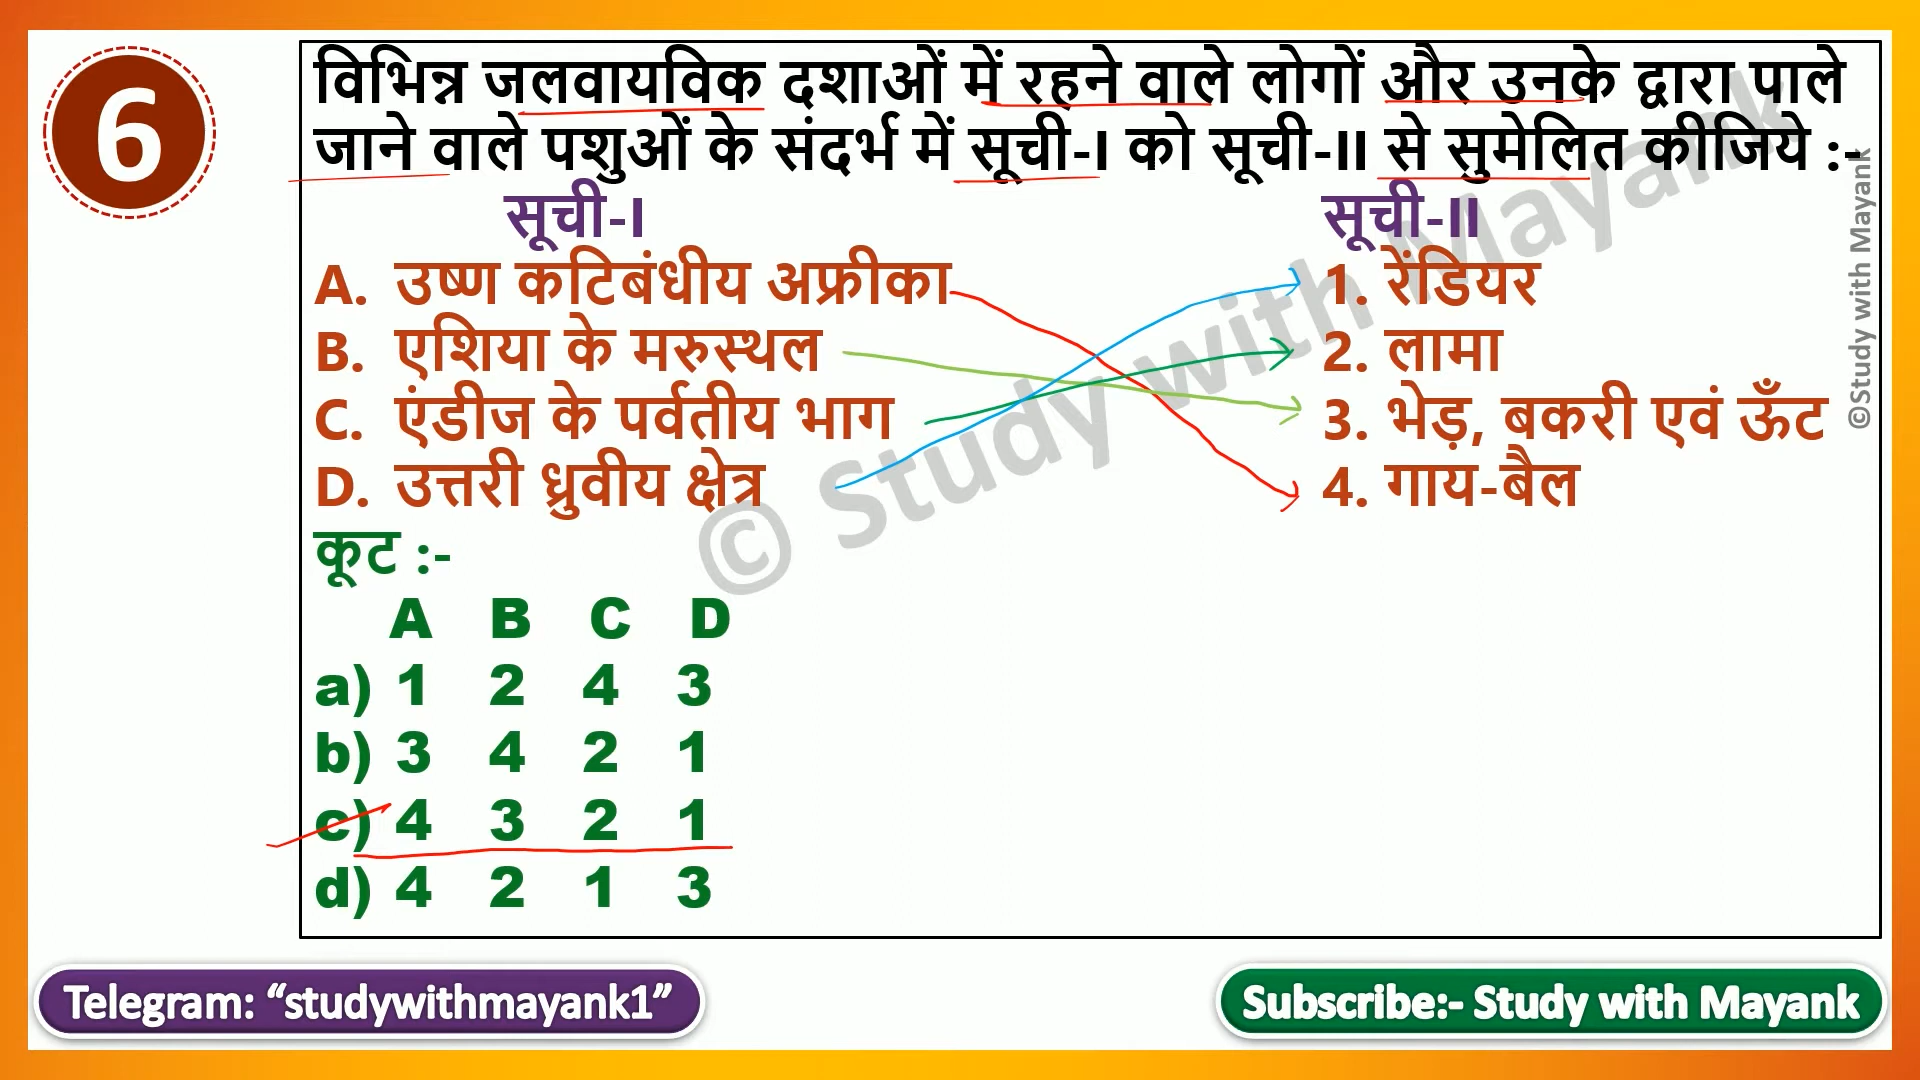 6
विभिन्न जलवायविक दशाओं में रहने वाले लोगों और उनके द्वारा पाले
जाने वाले पशुओं के संदर्भ में सूची-I को सूची-II से सुमेलित कीजिये :-
सूची-I सूची-II
A. उष्ण कटिबंधीय अफ्रीका 1. रेंडियर
B. एशिया के मरुस्थल 2. लामा
C. एंडीज के पर्वतीय भाग 3. भेड़, बकरी एवं ऊँट
D. उत्तरी ध्रुवीय क्षेत्र 4. गाय-बैल
कूट :-
A B C D
a) 1 2 4 3
b) 3 4 2 1
c) 4 3 2 1
d) 4 2 1 3
© Study with Mayank
©Study with Mayank
Telegram: “studywithmayank1” Subscribe:- Study with Mayank